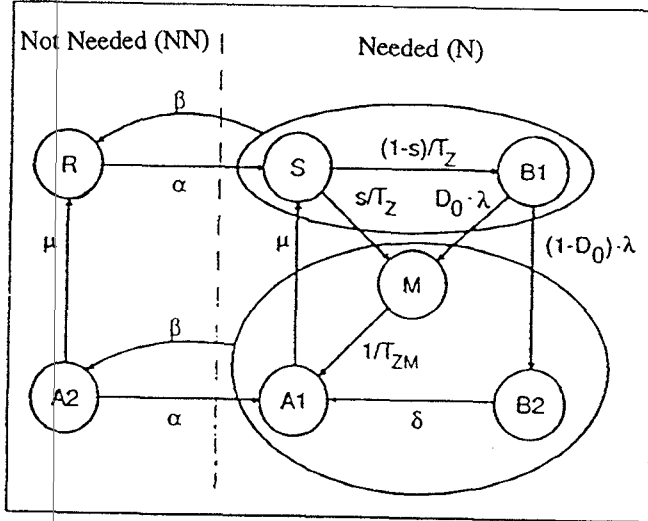 Not Needed (NN)
Needed (N)
β
R
α
S
(1-s)/T_Z
B1
s/T_Z
D_0·λ
μ
μ
(1-D_0)·λ
M
β
1/T_ZM
A2
α
A1
δ
B2